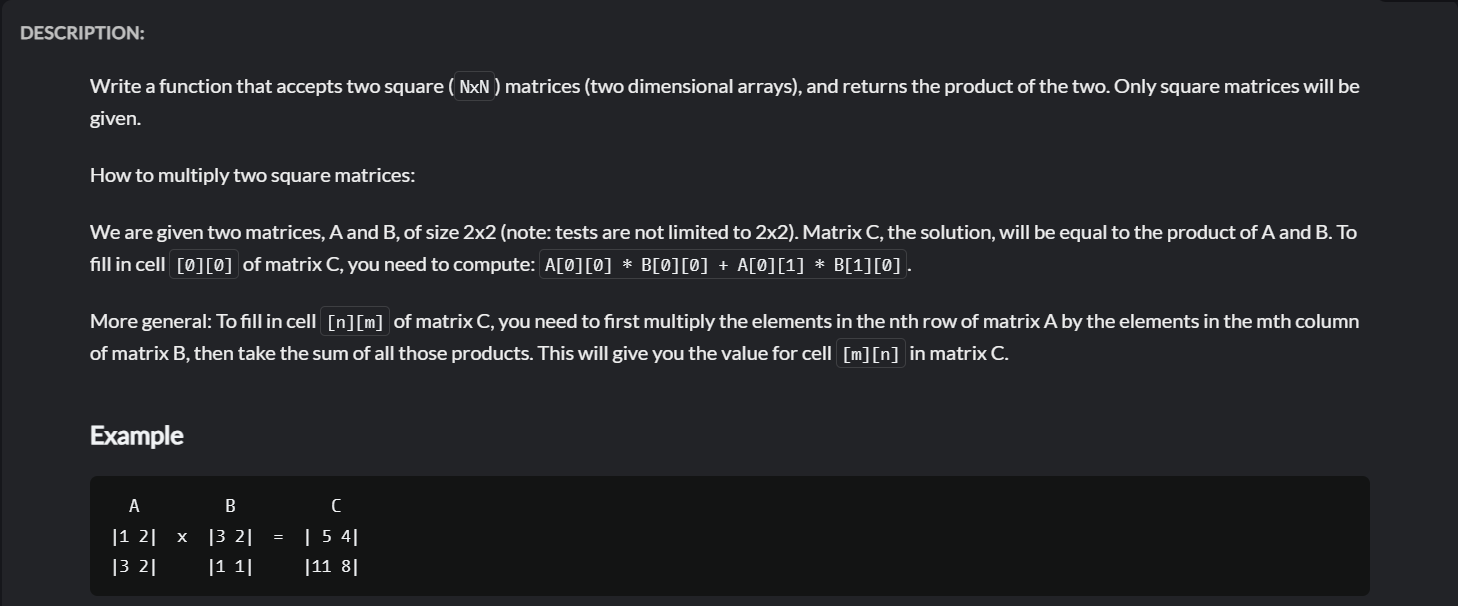 DESCRIPTION:
Write a function that accepts two square (NxN) matrices (two dimensional arrays), and returns the product of the two. Only square matrices will be
given.
How to multiply two square matrices:
We are given two matrices, A and B, of size 2x2 (note: tests are not limited to 2x2). Matrix C, the solution, will be equal to the product of A and B. To
fill in cell [0][0] of matrix C, you need to compute: A[0][0] * B[0][0] + A[0][1] * B[1][0].
More general: To fill in cell [n][m] of matrix C, you need to first multiply the elements in the nth row of matrix A by the elements in the mth column
of matrix B, then take the sum of all those products. This will give you the value for cell [m][n] in matrix C.
Example
  A         B          C
|1 2|  x  |3 2|  =  | 5 4|
|3 2|     |1 1|     |11 8|